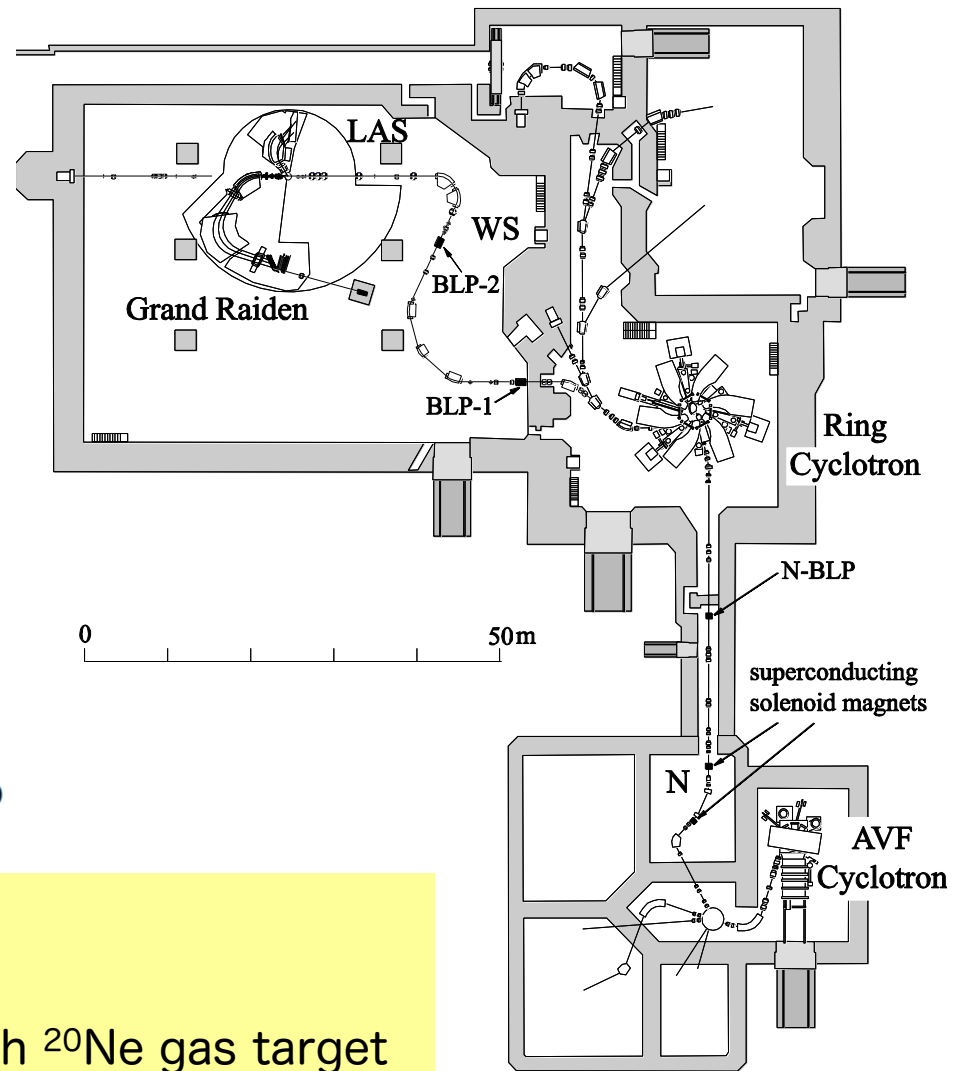 LAS
WS
BLP-2
Grand Raiden
BLP-1
Ring
Cyclotron
N-BLP
0
50m
superconducting
solenoid magnets
N
AVF
Cyclotron
h ²⁰Ne gas target